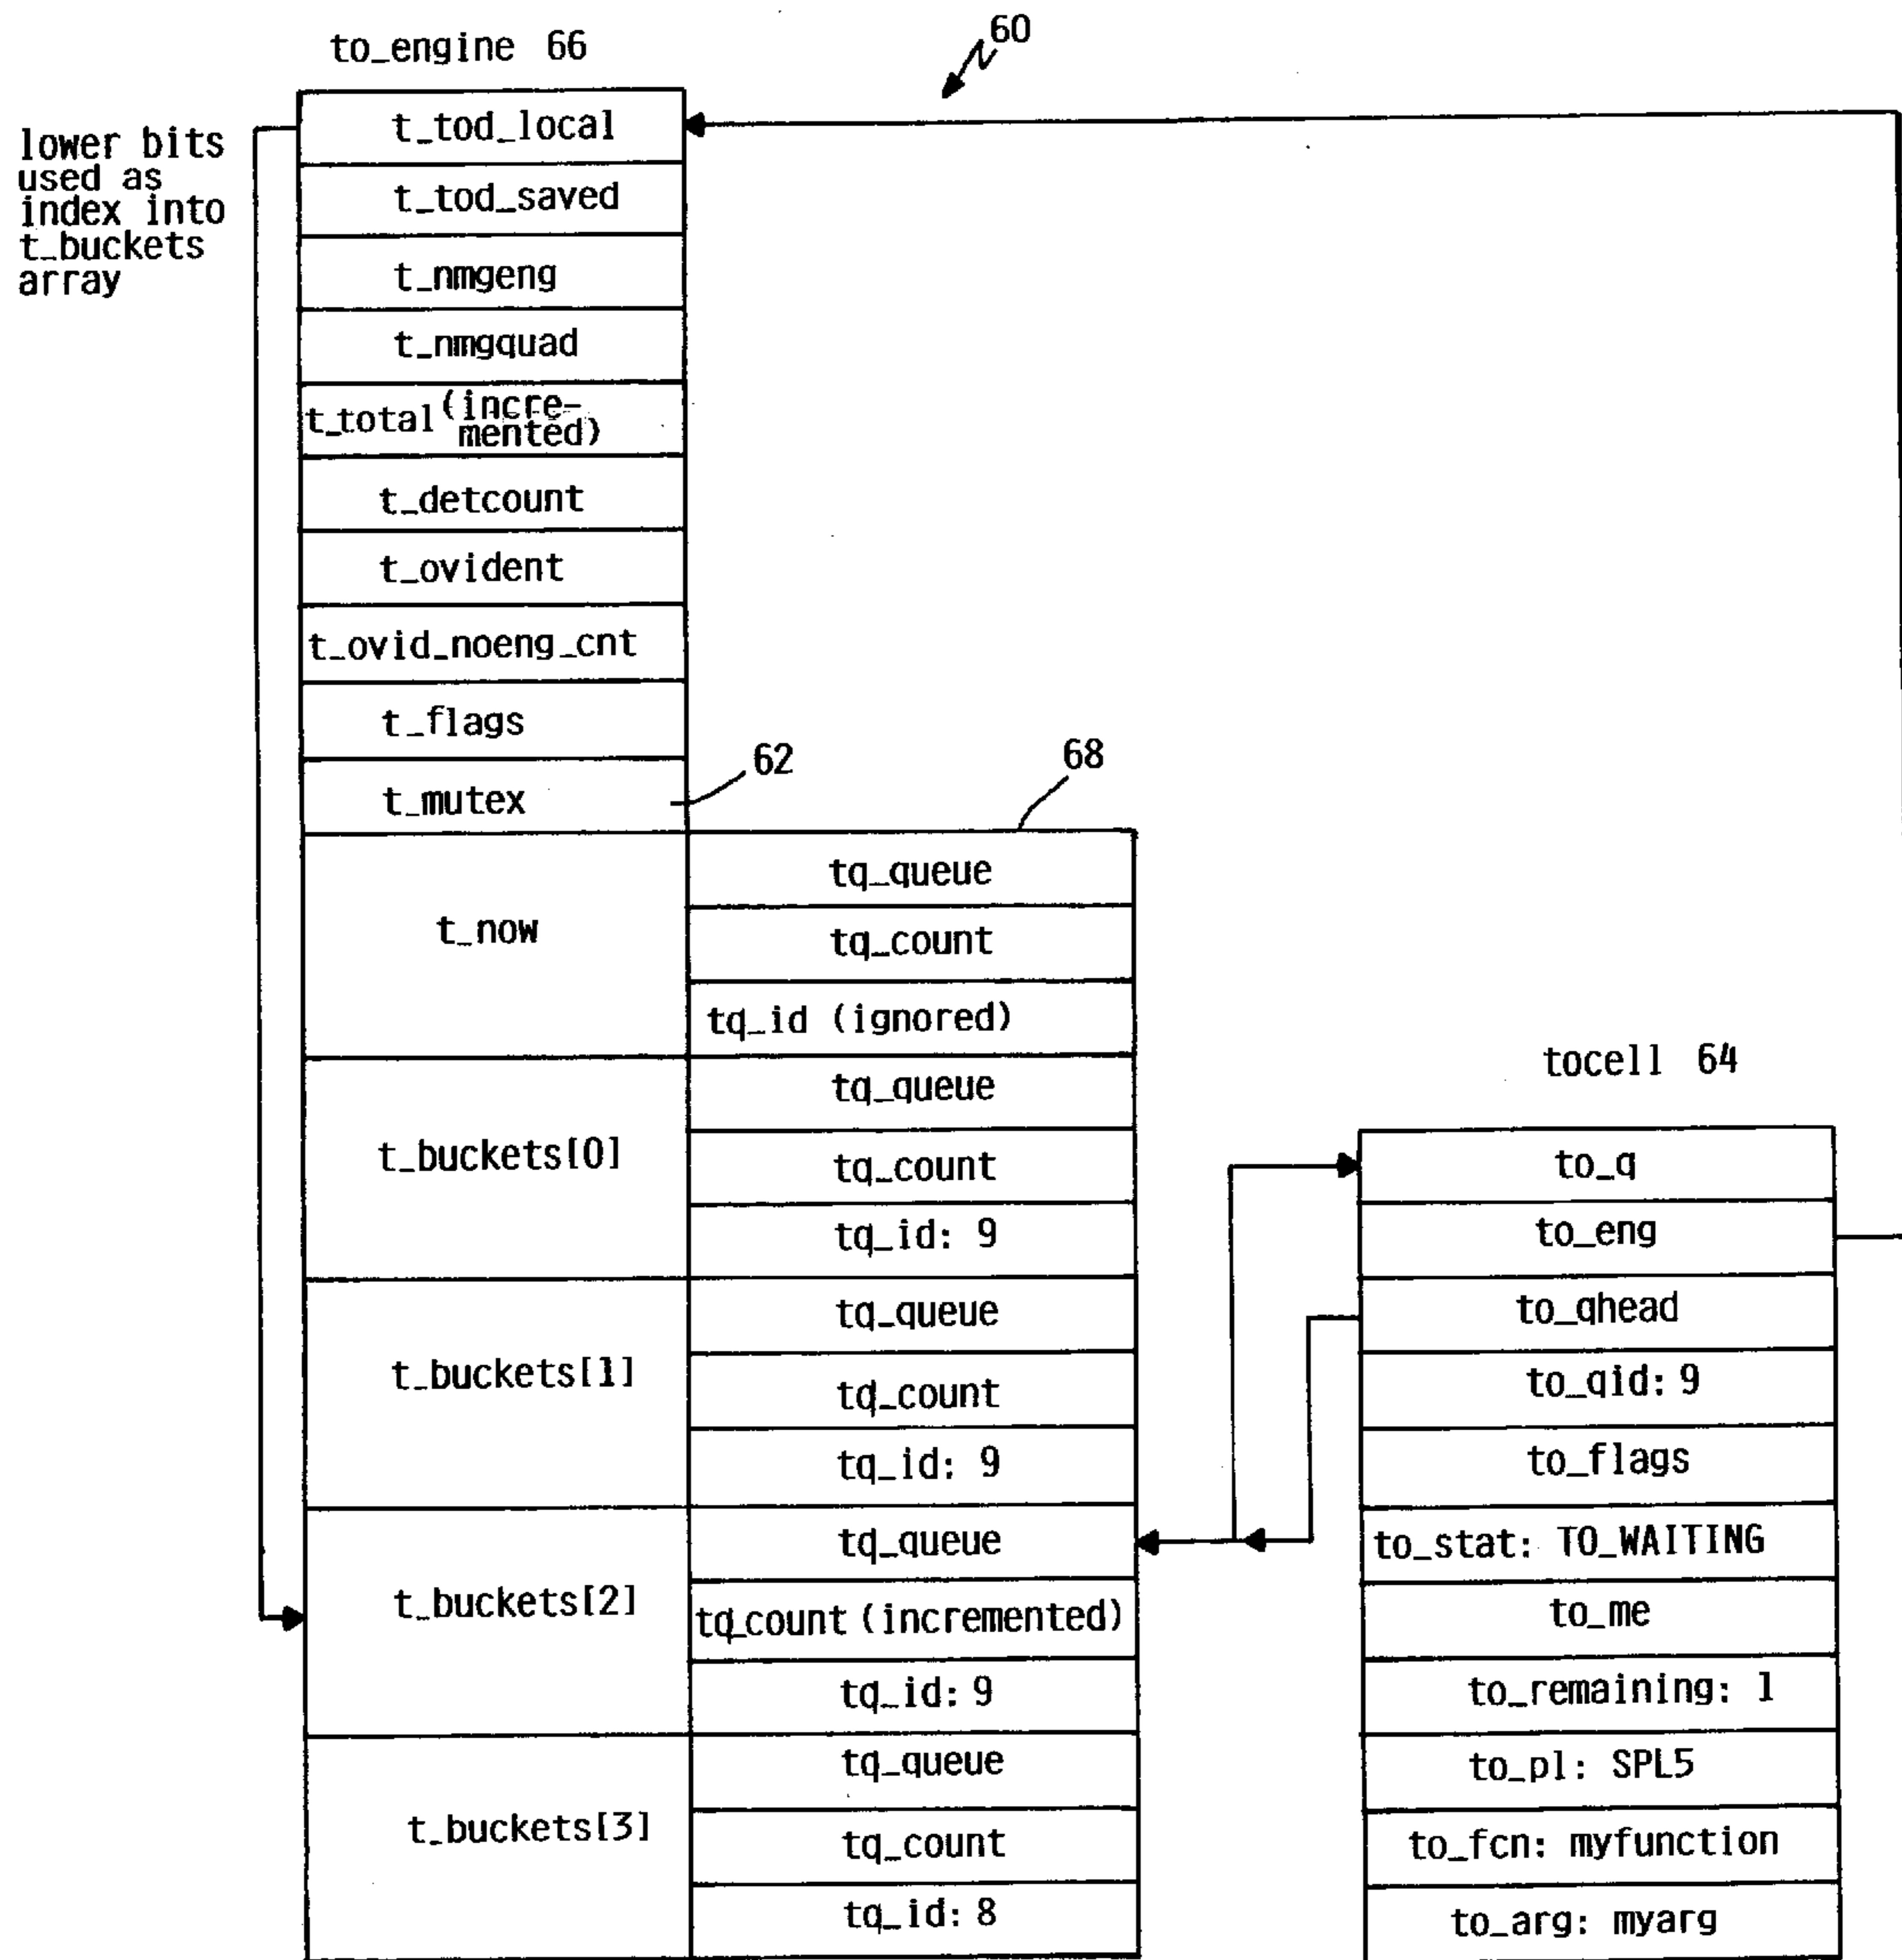 to_engine 66
60
lower bits
used as
index into
t_buckets
array
t_tod_local
t_tod_saved
t_nmgeng
t_nmgquad
t_total (incre-
mented)
t_detcount
t_ovident
t_ovid_noeng_cnt
t_flags
t_mutex
62
68
t_now
tq_queue
tq_count
tq_id (ignored)
t_buckets[0]
tq_queue
tq_count
tq_id: 9
t_buckets[1]
tq_queue
tq_count
tq_id: 9
t_buckets[2]
tq_queue
tq_count (incremented)
tq_id: 9
t_buckets[3]
tq_queue
tq_count
tq_id: 8
tocell 64
to_q
to_eng
to_qhead
to_qid: 9
to_flags
to_stat: TO_WAITING
to_me
to_remaining: 1
to_pl: SPL5
to_fcn: myfunction
to_arg: myarg